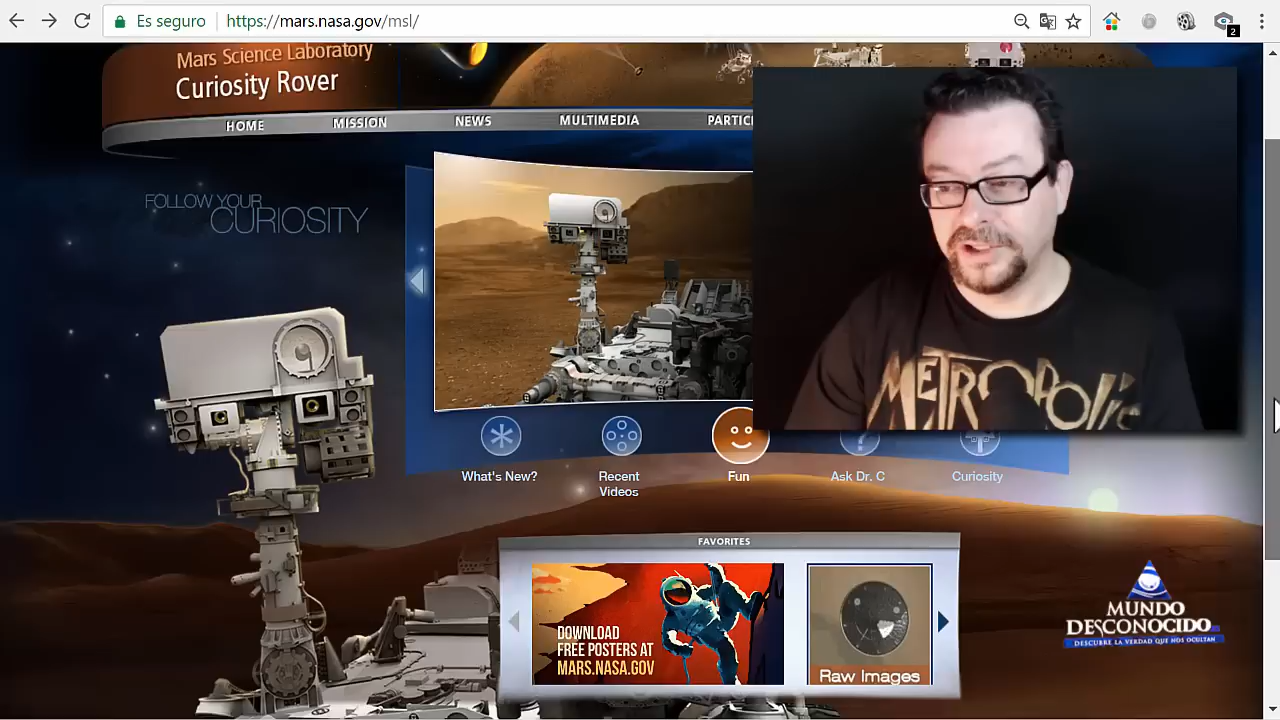 Es seguro
https://mars.nasa.gov/msl/
2
Mars Science Laboratory
Curiosity Rover
HOME
MISSION
NEWS
MULTIMEDIA
PARTIC
FOLLOW YOUR
CURIOSITY
METROPOLIS
What's New?
Recent
Videos
Fun
Ask Dr. C
Curiosity
FAVORITES
DOWNLOAD
FREE POSTERS AT
MARS.NASA.GOV
Raw Images
MUNDO
DESCONOCIDO
DESCUBRE LA VERDAD QUE NOS OCULTAN